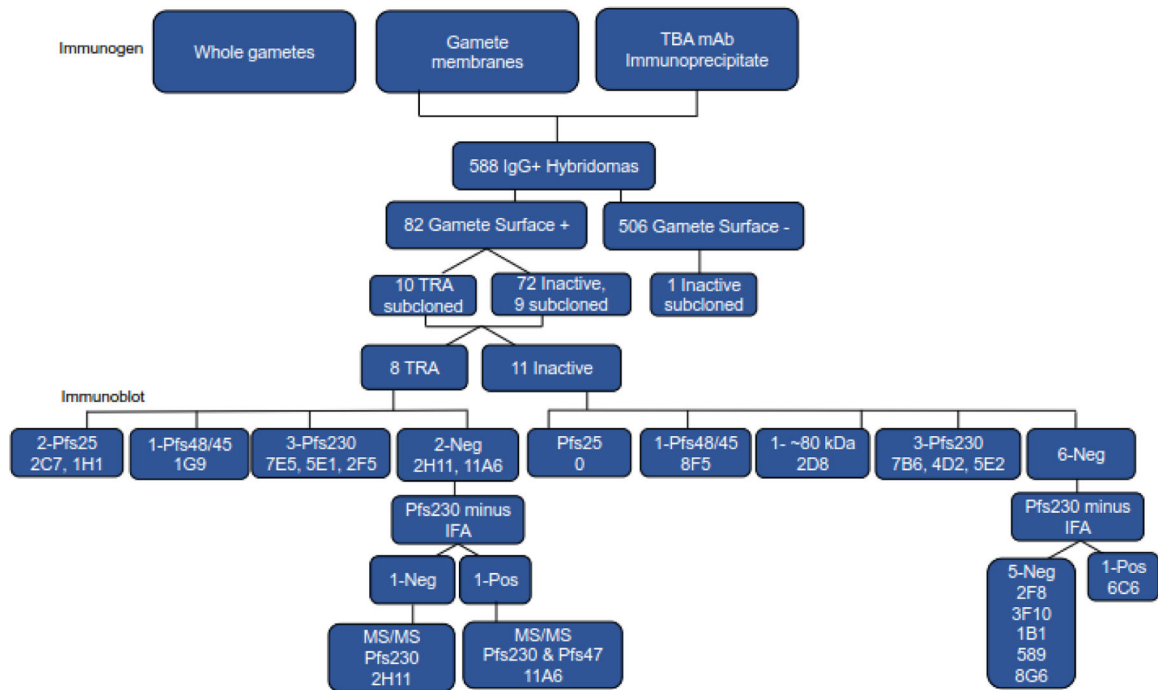 Immunogen
Whole gametes
Gamete
membranes
TBA mAb
Immunoprecipitate
588 IgG+ Hybridomas
82 Gamete Surface +
506 Gamete Surface -
10 TRA
subcloned
72 Inactive,
9 subcloned
1 Inactive
subcloned
8 TRA
11 Inactive
Immunoblot
2-Pfs25
2C7, 1H1
1-Pfs48/45
1G9
3-Pfs230
7E5, 5E1, 2F5
2-Neg
2H11, 11A6
Pfs25
0
1-Pfs48/45
8F5
1- ~80 kDa
2D8
3-Pfs230
7B6, 4D2, 5E2
6-Neg
Pfs230 minus
IFA
Pfs230 minus
IFA
1-Neg
1-Pos
5-Neg
2F8
3F10
1B1
589
8G6
1-Pos
6C6
MS/MS
Pfs230
2H11
MS/MS
Pfs230 & Pfs47
11A6